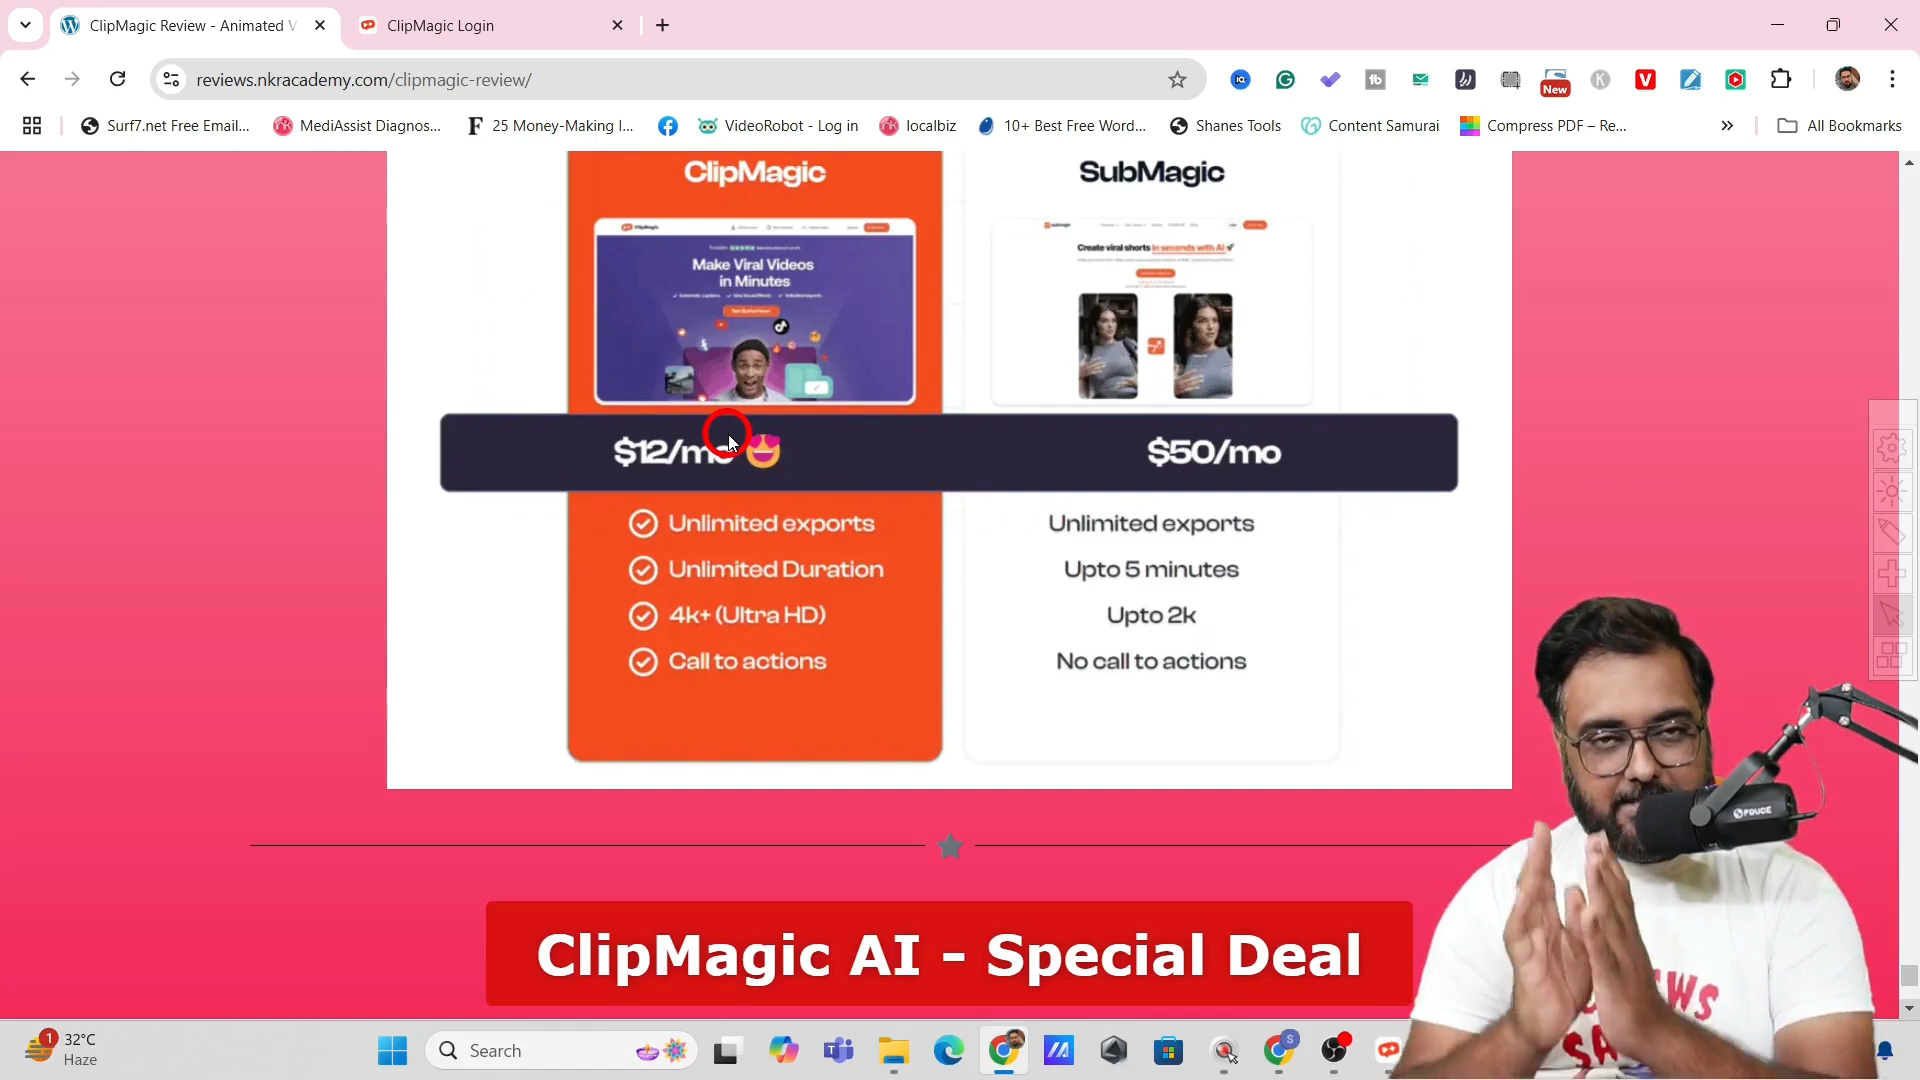 ClipMagic Review - Animated V
ClipMagic Login
reviews.nkracademy.com/clipmagic-review/
New
Surf7.net Free Email...
MediAssist Diagnos...
25 Money-Making I...
VideoRobot - Log in
localbiz
10+ Best Free Word...
Shanes Tools
Content Samurai
Compress PDF – Re...
All Bookmarks
ClipMagic
SubMagic
ClipMagic
Make Viral Videos
in Minutes
Create viral shorts in seconds with AI
$12/mo
$50/mo
Unlimited exports
Unlimited exports
Unlimited Duration
Upto 5 minutes
4k+ (Ultra HD)
Upto 2k
Call to actions
No call to actions
FDUCE
ClipMagic AI - Special Deal
1
32°C
Haze
Search